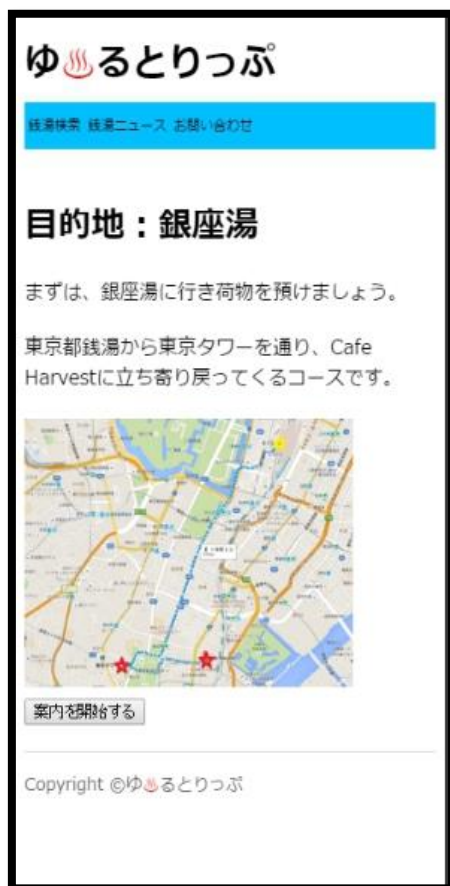 ゆ♨るとりっぷ
銭湯検索 銭湯ニュース お問い合わせ
目的地：銀座湯
まずは、銀座湯に行き荷物を預けましょう。
東京都銭湯から東京タワーを通り、Cafe
Harvestに立ち寄り戻ってくるコースです。
案内を開始する
Copyright ©ゆ♨るとりっぷ